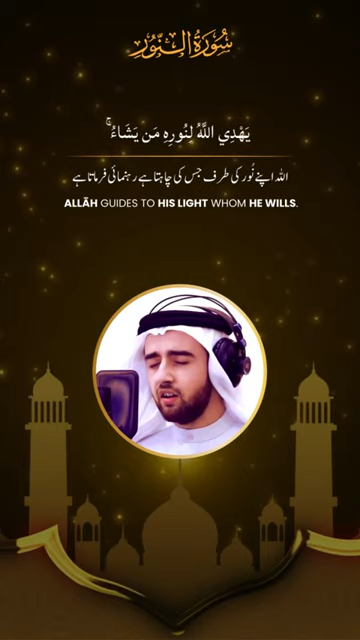 سُورَةُ النُّورِ
يَهْدِي اللَّهُ لِنُورِهِ مَن يَشَاءُ ۚ
اللہ اپنے نُور کی طرف جس کی چاہتا ہے رہنمائی فرماتا ہے
ALLĀH GUIDES TO HIS LIGHT WHOM HE WILLS.